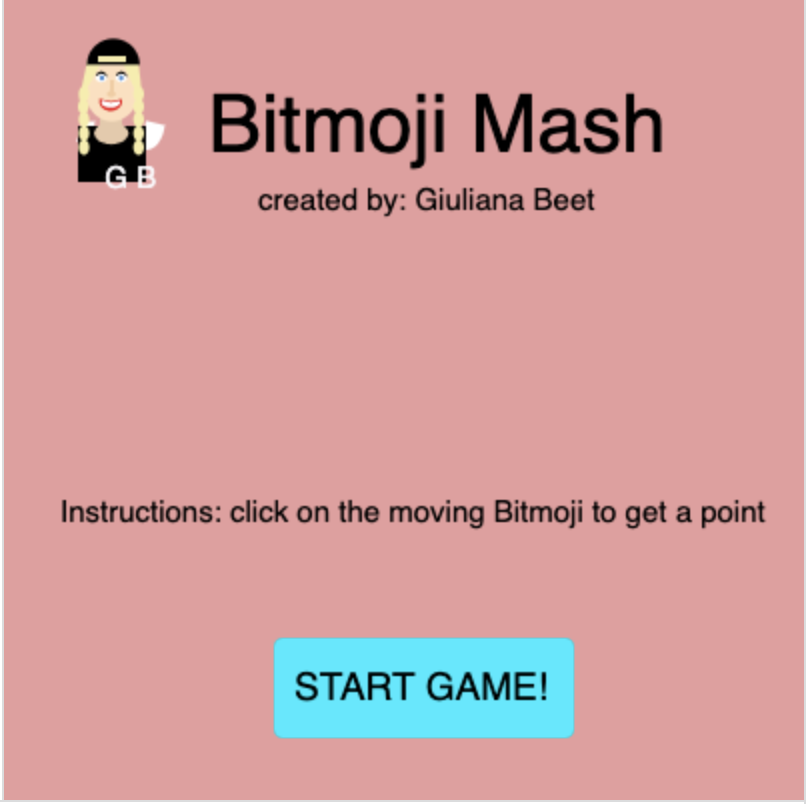 Bitmoji Mash
created by: Giuliana Beet
G B
Instructions: click on the moving Bitmoji to get a point
START GAME!